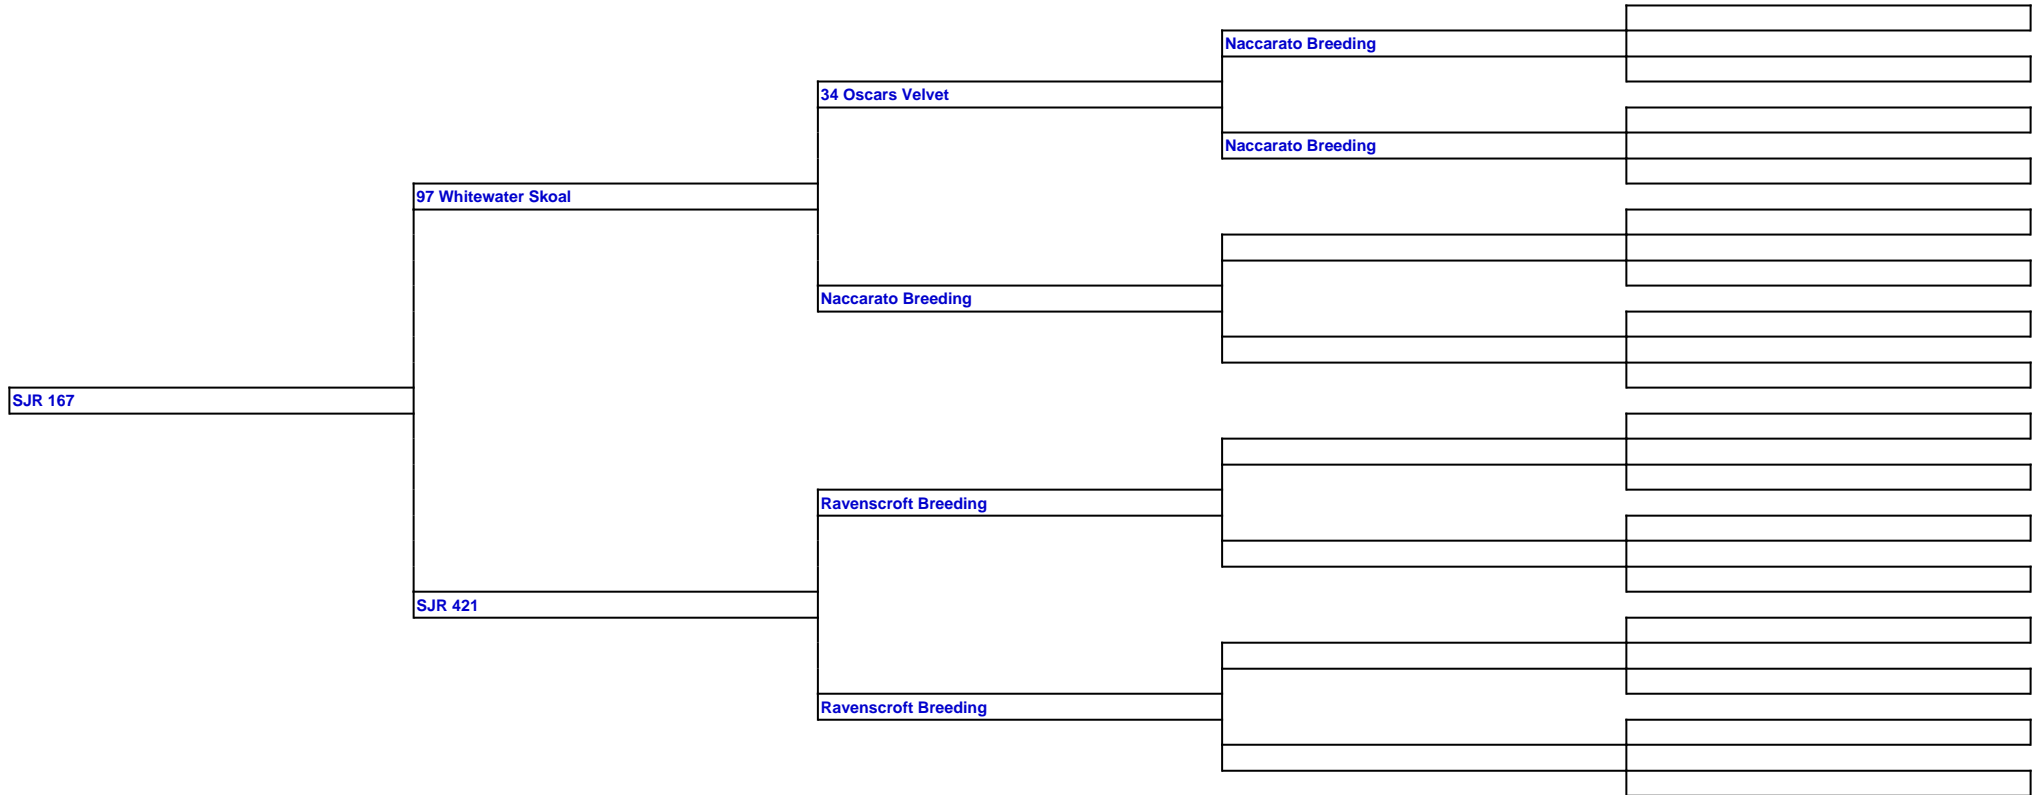 Naccarato Breeding
34 Oscars Velvet
Naccarato Breeding
97 Whitewater Skoal
Naccarato Breeding
SJR 167
Ravenscroft Breeding
SJR 421
Ravenscroft Breeding